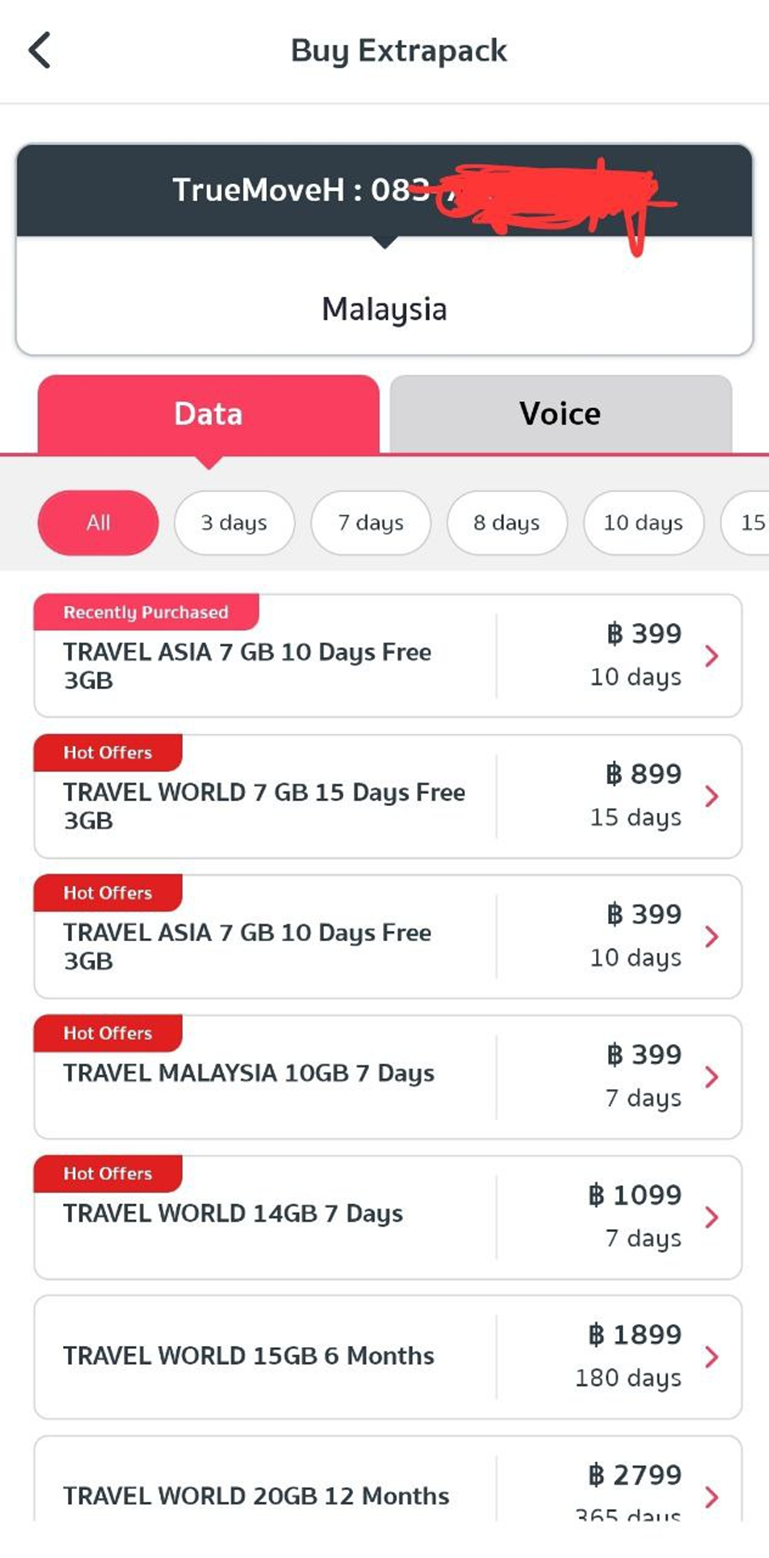 Buy Extrapack
TrueMoveH : 083
Malaysia
Data
Voice
All
3 days
7 days
8 days
10 days
15
Recently Purchased
TRAVEL ASIA 7 GB 10 Days Free
3GB
฿ 399
10 days
Hot Offers
TRAVEL WORLD 7 GB 15 Days Free
3GB
฿ 899
15 days
Hot Offers
TRAVEL ASIA 7 GB 10 Days Free
3GB
฿ 399
10 days
Hot Offers
TRAVEL MALAYSIA 10GB 7 Days
฿ 399
7 days
Hot Offers
TRAVEL WORLD 14GB 7 Days
฿ 1099
7 days
TRAVEL WORLD 15GB 6 Months
฿ 1899
180 days
TRAVEL WORLD 20GB 12 Months
฿ 2799
365 days